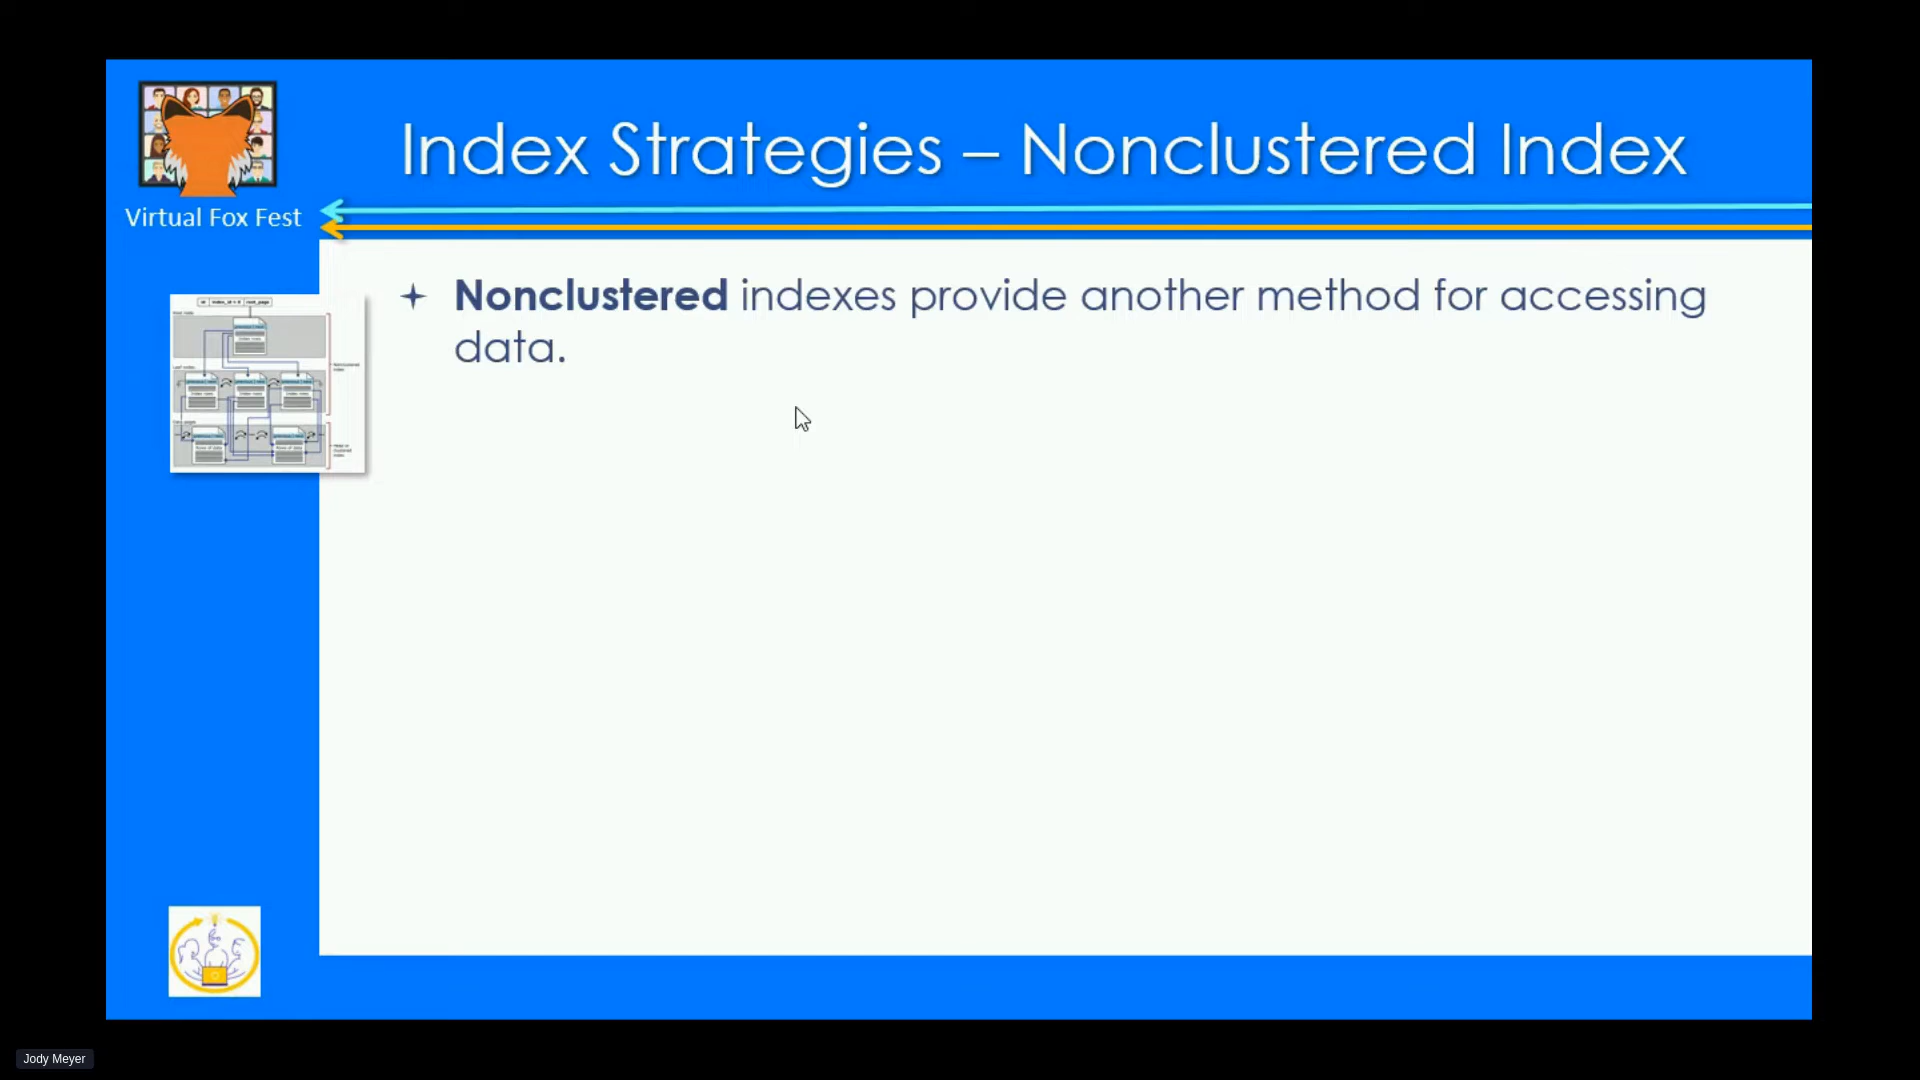 Index Strategies – Nonclustered Index
Virtual Fox Fest
Nonclustered indexes provide another method for accessing
data.
Jody Meyer